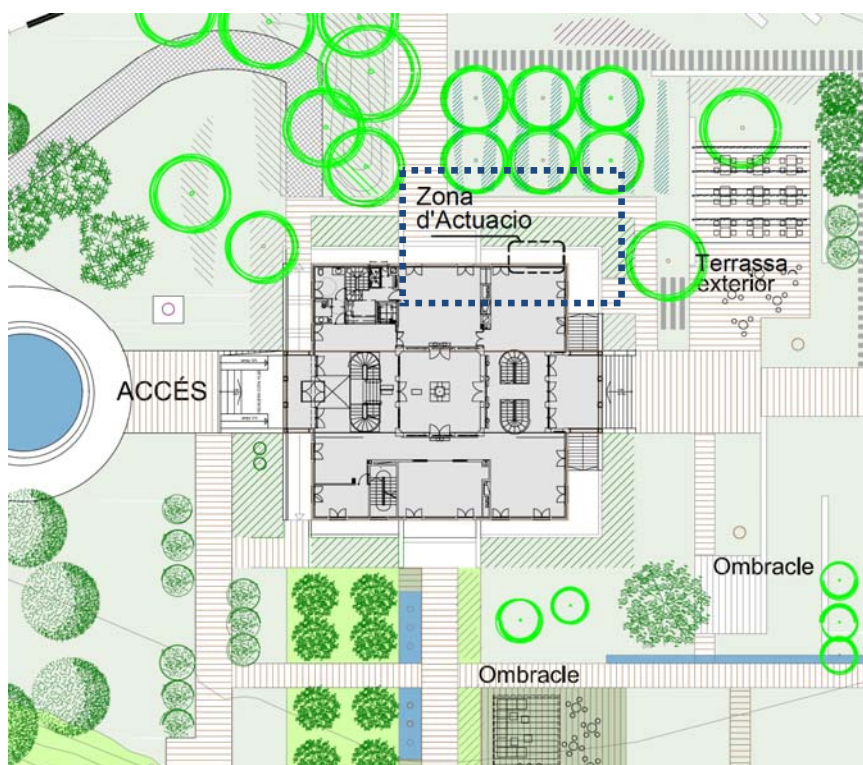 Zona
d'Actuacio
Terrassa
exterior
ACCÉS
Ombracle
Ombracle